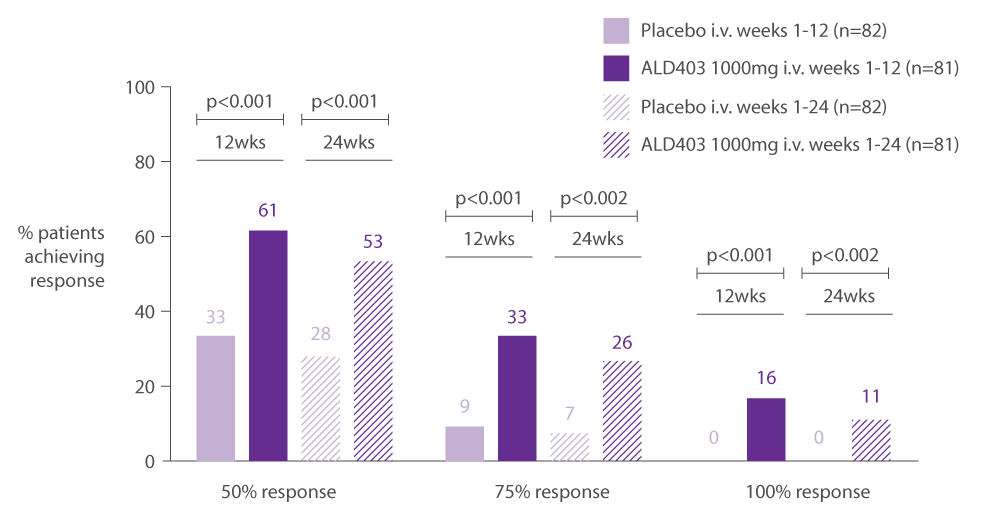 Placebo i.v. weeks 1-12 (n=82)
ALD403 1000mg i.v. weeks 1-12 (n=81)
Placebo i.v. weeks 1-24 (n=82)
ALD403 1000mg i.v. weeks 1-24 (n=81)
% patients
achieving
response
100
80
60
40
20
0
p<0.001
p<0.001
12wks
24wks
33
61
28
53
50% response
p<0.001
p<0.002
12wks
24wks
9
33
7
26
75% response
p<0.001
p<0.002
12wks
24wks
0
16
0
11
100% response